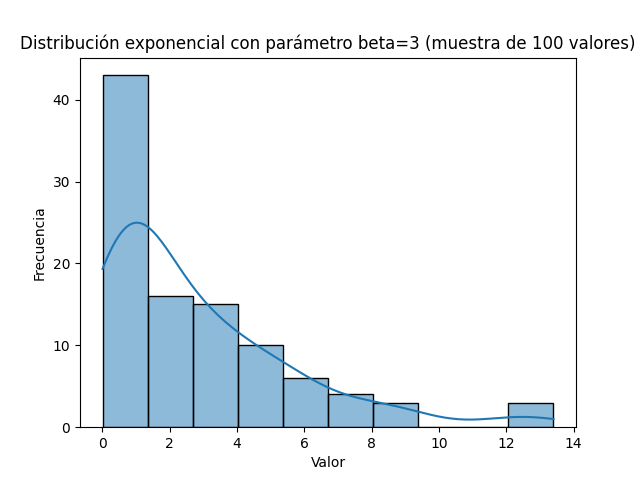 Distribución exponencial con parámetro beta=3 (muestra de 100 valores)
Frecuencia
40
30
20
10
0
0 2 4 6 8 10 12 14
Valor